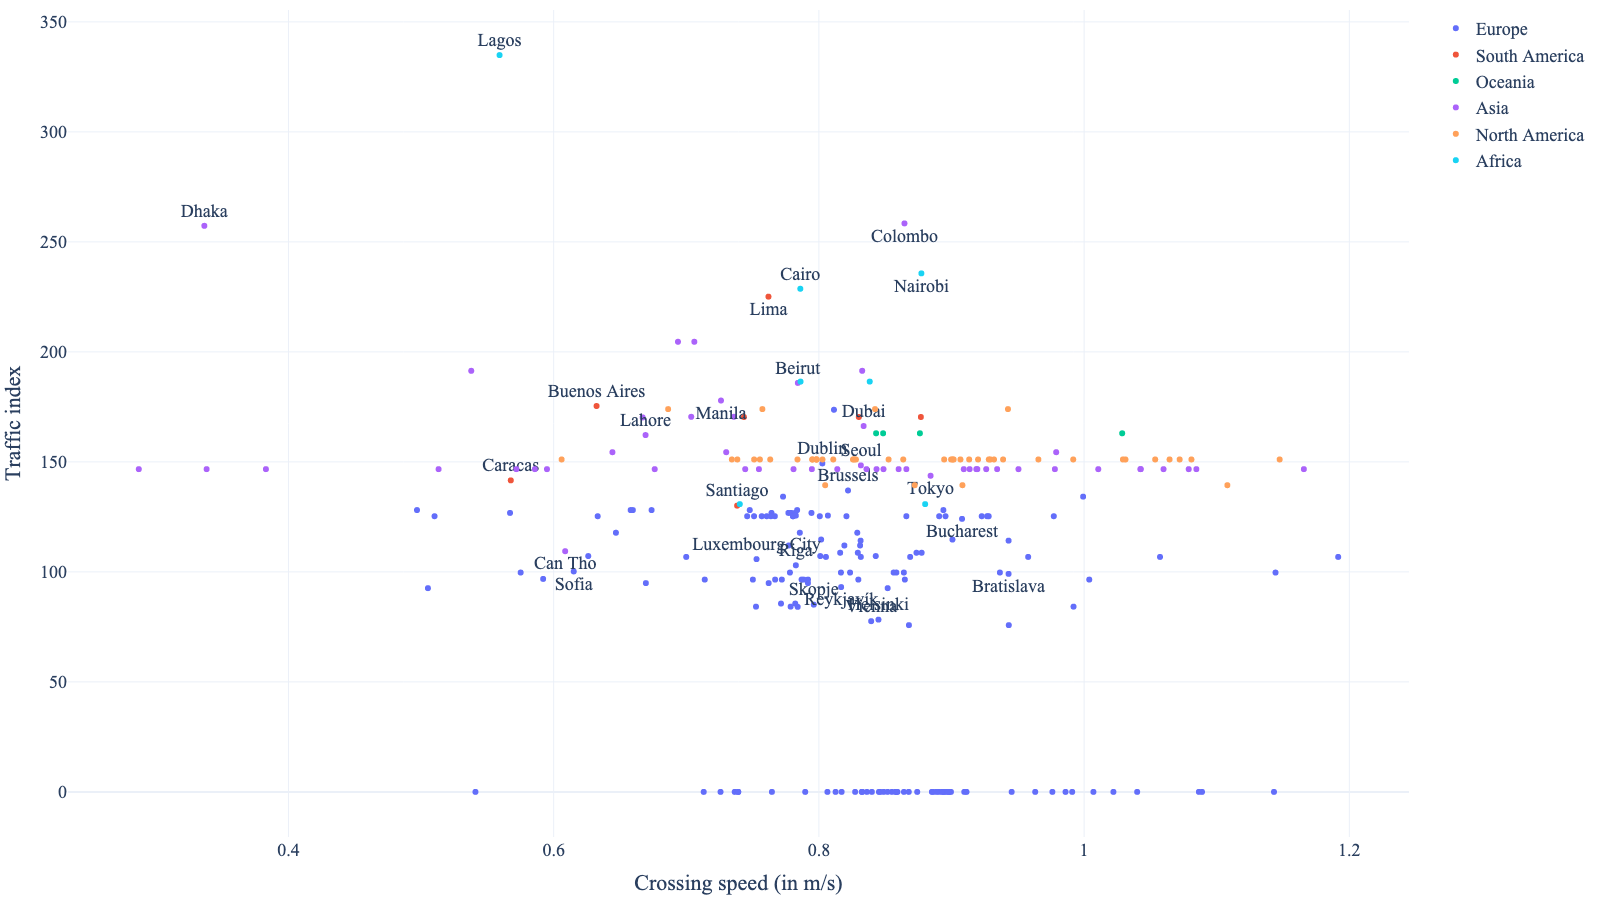 350
Lagos
Europe
South America
Oceania
Asia
North America
Africa
300
Dhaka
250
Colombo
Cairo
Nairobi
Lima
200
Beirut
Buenos Aires
Manila
Dubai
Lahore
Dublin
Seoul
150
Caracas
Brussels
Santiago
Tokyo
Bucharest
Luxembourg City
Riga
Can Tho
100
Sofia
Skopje
Bratislava
Reykjavik
Helsinki
Vienna
50
0
0.4
0.6
0.8
1
1.2
Crossing speed (in m/s)
Traffic index